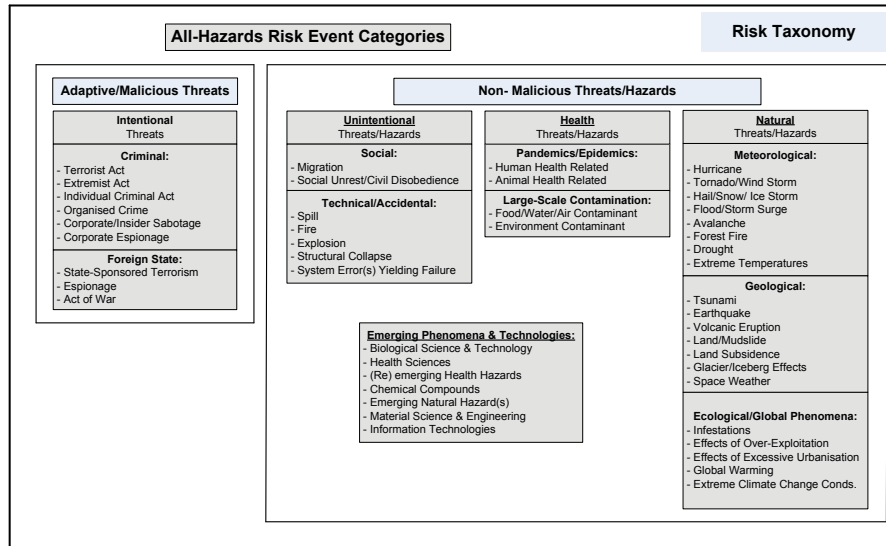 All-Hazards Risk Event Categories
Risk Taxonomy
Adaptive/Malicious Threats
Intentional
Threats
Criminal:
- Terrorist Act
- Extremist Act
- Individual Criminal Act
- Organised Crime
- Corporate/Insider Sabotage
- Corporate Espionage
Foreign State:
- State-Sponsored Terrorism
- Espionage
- Act of War
Non- Malicious Threats/Hazards
Unintentional
Threats/Hazards
Social:
- Migration
- Social Unrest/Civil Disobedience
Technical/Accidental:
- Spill
- Fire
- Explosion
- Structural Collapse
- System Error(s) Yielding Failure
Health
Threats/Hazards
Pandemics/Epidemics:
- Human Health Related
- Animal Health Related
Large-Scale Contamination:
- Food/Water/Air Contaminant
- Environment Contaminant
Natural
Threats/Hazards
Meteorological:
- Hurricane
- Tornado/Wind Storm
- Hail/Snow/ Ice Storm
- Flood/Storm Surge
- Avalanche
- Forest Fire
- Drought
- Extreme Temperatures
Geological:
- Tsunami
- Earthquake
- Volcanic Eruption
- Land/Mudslide
- Land Subsidence
- Glacier/Iceberg Effects
- Space Weather
Ecological/Global Phenomena:
- Infestations
- Effects of Over-Exploitation
- Effects of Excessive Urbanisation
- Global Warming
- Extreme Climate Change Conds.
Emerging Phenomena & Technologies:
- Biological Science & Technology
- Health Sciences
- (Re) emerging Health Hazards
- Chemical Compounds
- Emerging Natural Hazard(s)
- Material Science & Engineering
- Information Technologies